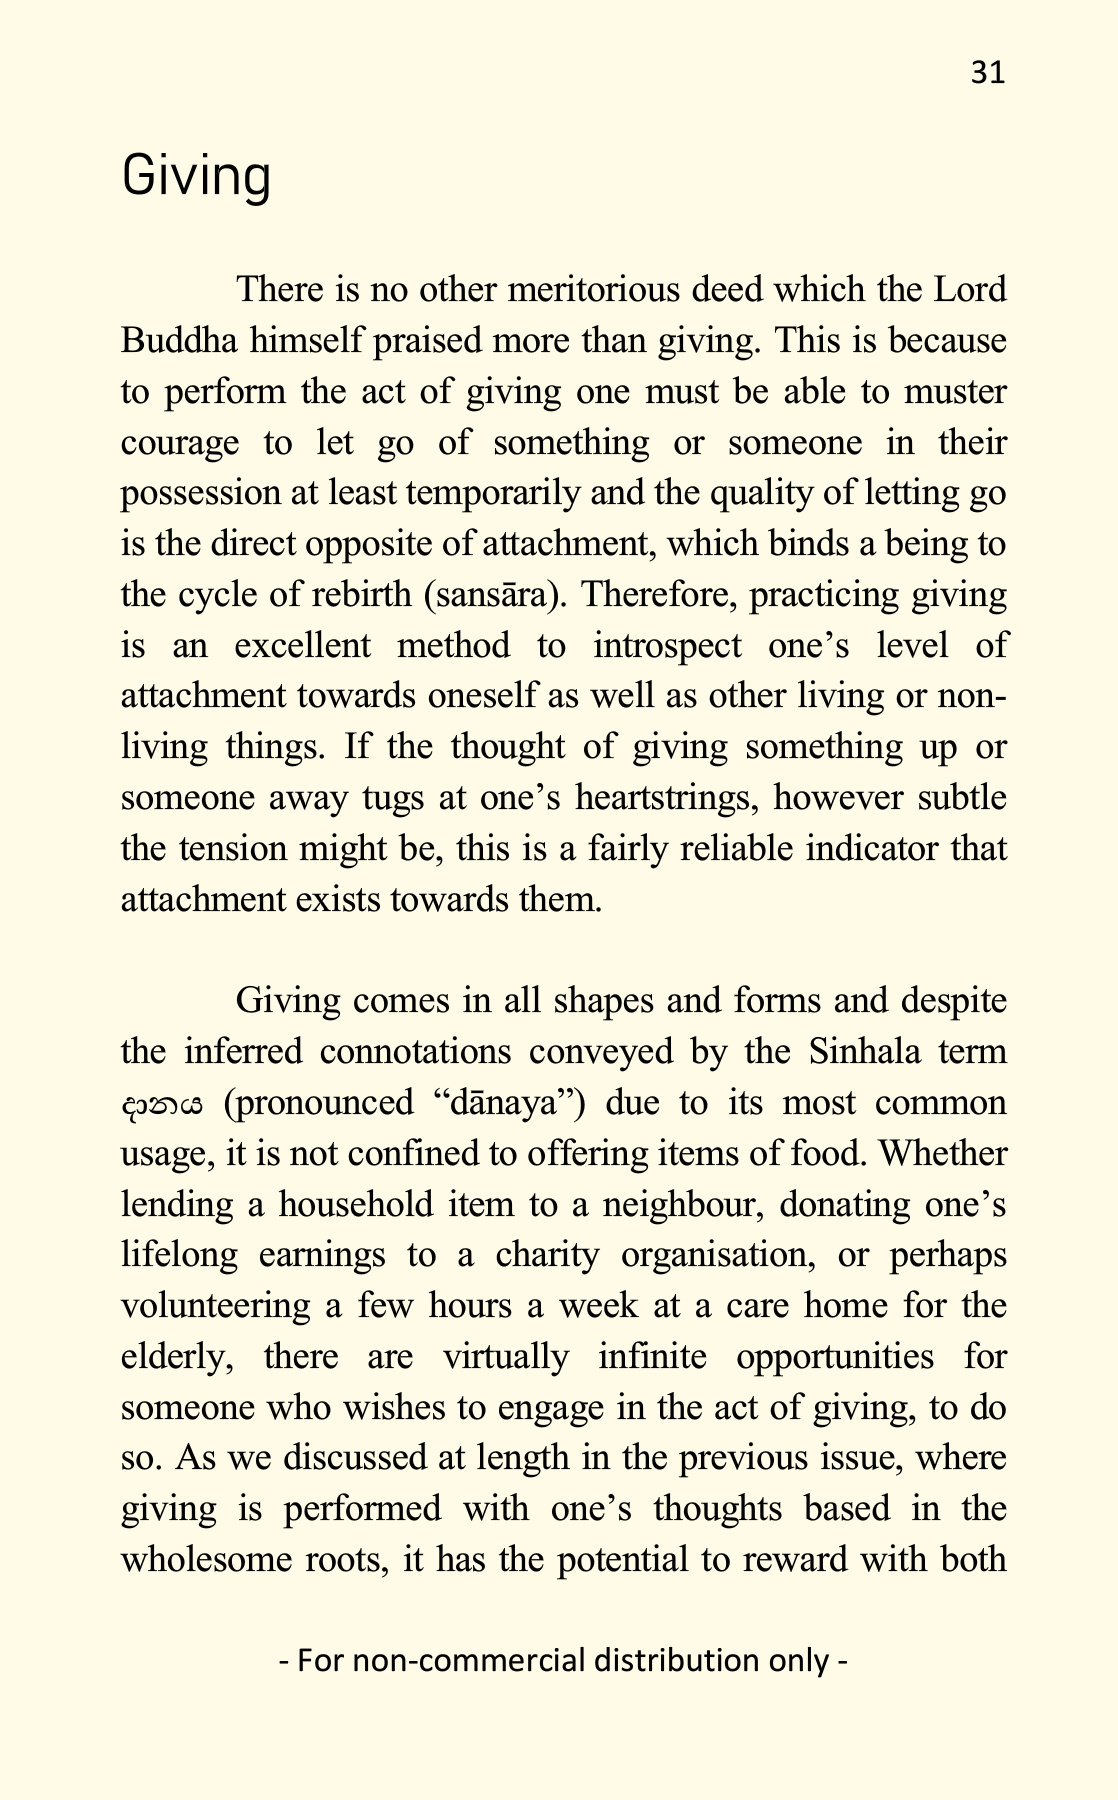 31
Giving
There is no other meritorious deed which the Lord
Buddha himself praised more than giving. This is because
to perform the act of giving one must be able to muster
courage to let go of something or someone in their
possession at least temporarily and the quality of letting go
is the direct opposite of attachment, which binds a being to
the cycle of rebirth (sansāra). Therefore, practicing giving
is an excellent method to introspect one’s level of
attachment towards oneself as well as other living or non-
living things. If the thought of giving something up or
someone away tugs at one’s heartstrings, however subtle
the tension might be, this is a fairly reliable indicator that
attachment exists towards them.
Giving comes in all shapes and forms and despite
the inferred connotations conveyed by the Sinhala term
දානය (pronounced “dānaya”) due to its most common
usage, it is not confined to offering items of food. Whether
lending a household item to a neighbour, donating one’s
lifelong earnings to a charity organisation, or perhaps
volunteering a few hours a week at a care home for the
elderly, there are virtually infinite opportunities for
someone who wishes to engage in the act of giving, to do
so. As we discussed at length in the previous issue, where
giving is performed with one’s thoughts based in the
wholesome roots, it has the potential to reward with both
- For non-commercial distribution only -